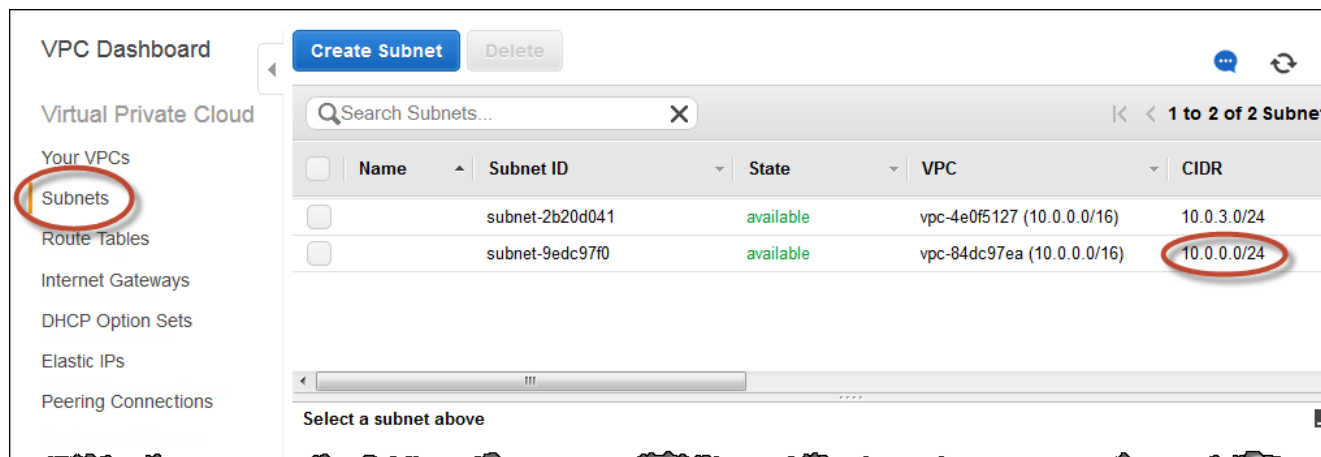 VPC Dashboard
Create Subnet
Delete
Virtual Private Cloud
Search Subnets...
1 to 2 of 2 Subne
Your VPCs
Subnets
Route Tables
Internet Gateways
DHCP Option Sets
Elastic IPs
Peering Connections
Name Subnet ID State VPC CIDR
subnet-2b20d041 available vpc-4e0f5127 (10.0.0.0/16) 10.0.3.0/24
subnet-9edc97f0 available vpc-84dc97ea (10.0.0.0/16) 10.0.0.0/24
Select a subnet above